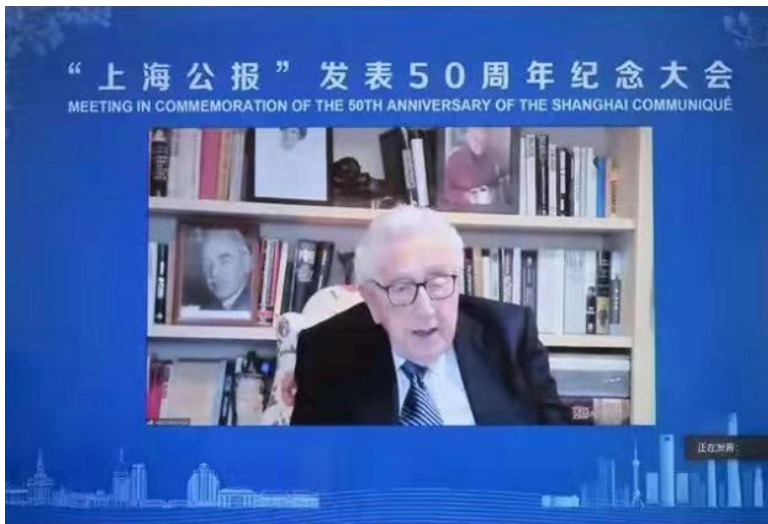 “上海公报”发表50周年纪念大会
MEETING IN COMMEMORATION OF THE 50TH ANNIVERSARY OF THE SHANGHAI COMMUNIQUÉ
正在发言: